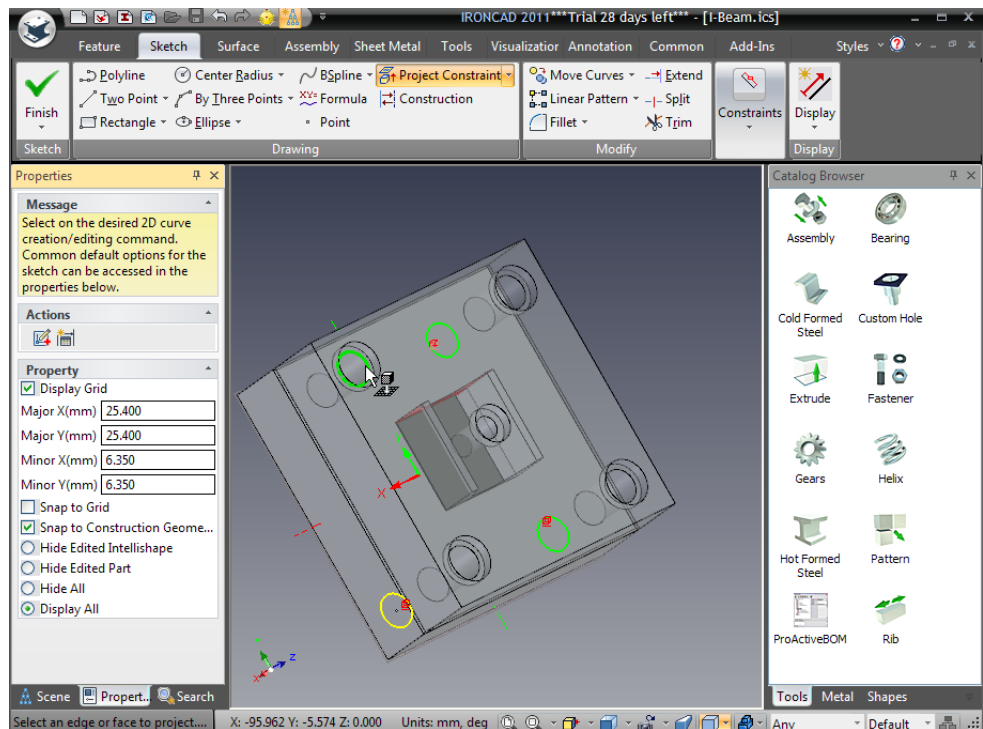 IRONCAD 2011***Trial 28 days left*** - [I-Beam.ics]
Feature Sketch Surface Assembly Sheet Metal Tools Visualization Annotation Common Add-Ins Styles
Polyline Center Radius BSpline Project Constraint Move Curves Extend
Two Point By Three Points XY= Formula Construction Linear Pattern Split
Finish Constraints Display
Rectangle Ellipse Point Fillet Trim
Sketch Drawing Modify Display
Properties
Message
Select on the desired 2D curve
creation/editing command.
Common default options for the
sketch can be accessed in the
properties below.
Actions
Property
Display Grid
Major X(mm) 25.400
Major Y(mm) 25.400
Minor X(mm) 6.350
Minor Y(mm) 6.350
Snap to Grid
Snap to Construction Geome...
Hide Edited Intellishape
Hide Edited Part
Hide All
Display All
Scene Propert... Search
X
Z
X
Catalog Browser
Assembly Bearing
Cold Formed Steel Custom Hole
Extrude Fastener
Gears Helix
Hot Formed Steel Pattern
ProActiveBOM Rib
Tools Metal Shapes
Select an edge or face to project.... X: -95.962 Y: -5.574 Z: 0.000 Units: mm, deg Any Default